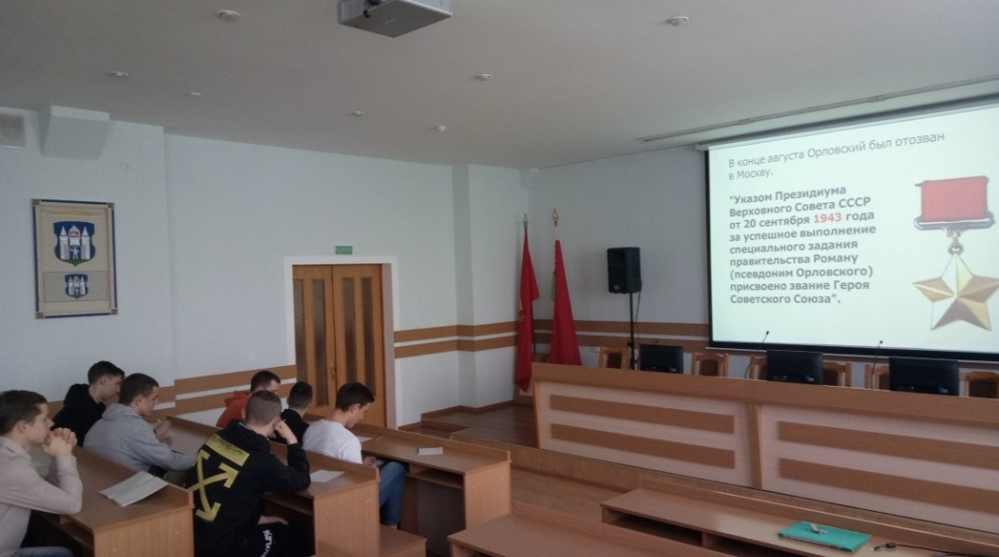 В конце августа Орловский был отозван
в Москву.
"Указом Президиума
Верховного Совета СССР
от 20 сентября 1943 года
за успешное выполнение
специального задания
правительства Роману
(псевдоним Орловского)
присвоено звание Героя
Советского Союза".